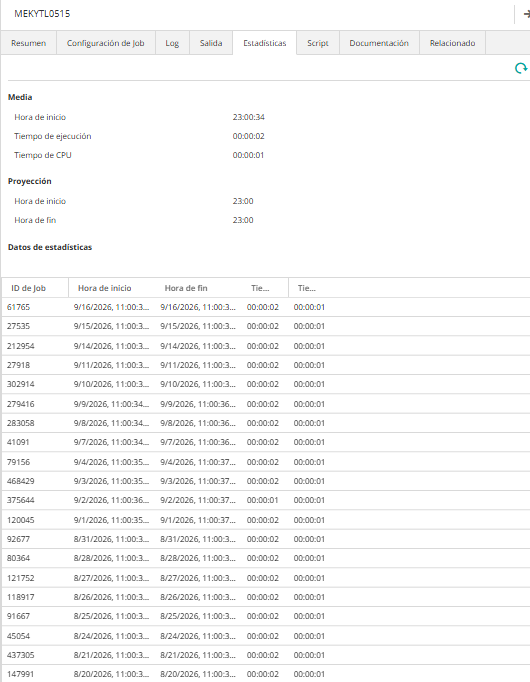 MEKYTL0515
Resumen Configuración de Job Log Salida Estadísticas Script Documentación Relacionado
Media
Hora de inicio 23:00:34
Tiempo de ejecución 00:00:02
Tiempo de CPU 00:00:01
Proyección
Hora de inicio 23:00
Hora de fin 23:00
Datos de estadísticas
ID de Job Hora de inicio Hora de fin Tie... Tie...
61765 9/16/2026, 11:00:3... 9/16/2026, 11:00:3... 00:00:02 00:00:01
27535 9/15/2026, 11:00:3... 9/15/2026, 11:00:3... 00:00:02 00:00:01
212954 9/14/2026, 11:00:3... 9/14/2026, 11:00:3... 00:00:02 00:00:01
27918 9/11/2026, 11:00:3... 9/11/2026, 11:00:3... 00:00:02 00:00:01
302914 9/10/2026, 11:00:3... 9/10/2026, 11:00:3... 00:00:02 00:00:01
279416 9/9/2026, 11:00:34... 9/9/2026, 11:00:36... 00:00:02 00:00:01
283058 9/8/2026, 11:00:34... 9/8/2026, 11:00:36... 00:00:02 00:00:01
41091 9/7/2026, 11:00:34... 9/7/2026, 11:00:36... 00:00:02 00:00:01
79156 9/4/2026, 11:00:35... 9/4/2026, 11:00:37... 00:00:02 00:00:01
468429 9/3/2026, 11:00:35... 9/3/2026, 11:00:37... 00:00:02 00:00:01
375644 9/2/2026, 11:00:36... 9/2/2026, 11:00:37... 00:00:01 00:00:01
120045 9/1/2026, 11:00:35... 9/1/2026, 11:00:37... 00:00:02 00:00:01
92677 8/31/2026, 11:00:3... 8/31/2026, 11:00:3... 00:00:02 00:00:01
80364 8/28/2026, 11:00:3... 8/28/2026, 11:00:3... 00:00:02 00:00:01
121752 8/27/2026, 11:00:3... 8/27/2026, 11:00:3... 00:00:02 00:00:01
118917 8/26/2026, 11:00:3... 8/26/2026, 11:00:3... 00:00:02 00:00:01
91667 8/25/2026, 11:00:3... 8/25/2026, 11:00:3... 00:00:02 00:00:01
45054 8/24/2026, 11:00:3... 8/24/2026, 11:00:3... 00:00:02 00:00:01
437305 8/21/2026, 11:00:3... 8/21/2026, 11:00:3... 00:00:02 00:00:01
147991 8/20/2026, 11:00:3... 8/20/2026, 11:00:3... 00:00:02 00:00:01